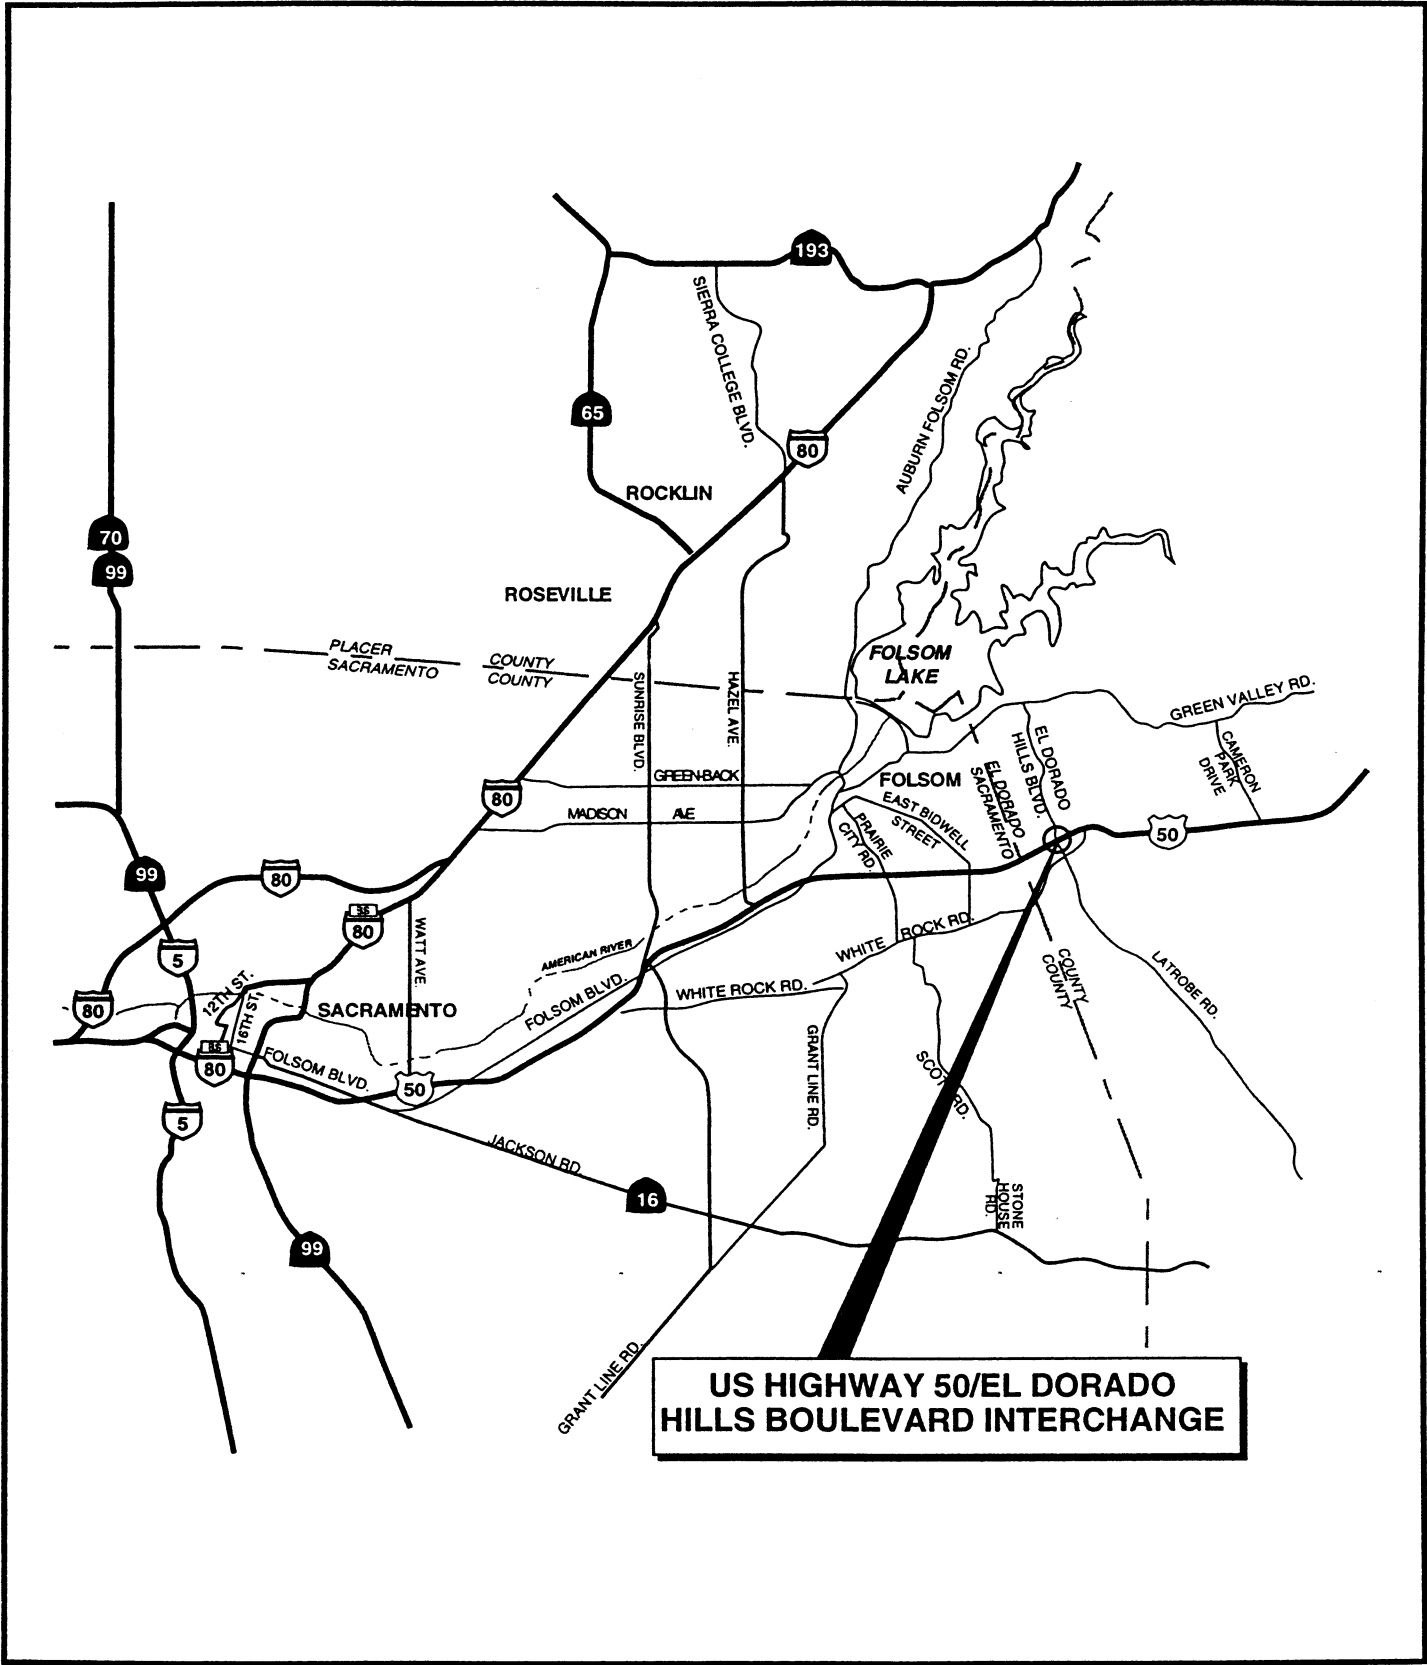 193
SIERRA COLLEGE BLVD.
65
80
AUBURN FOLSOM RD.
ROCKLIN
70
99
ROSEVILLE
PLACER
SACRAMENTO
COUNTY
COUNTY
FOLSOM
LAKE
SUNRISE BLVD.
HAZEL AVE.
GREEN VALLEY RD.
EL DORADO
HILLS BLVD.
CAMERON
PARK
DRIVE
GREEN-BACK
FOLSOM
EL DORADO
SACRAMENTO
80
MADISON AVE
EAST BIDWELL
STREET
PRAIRIE
CITY RD.
50
99
80
BS
80
WATT AVE.
WHITE ROCK RD.
5
AMERICAN RIVER
COUNTY
COUNTY
LATROBE RD.
12TH ST.
16TH ST.
80
SACRAMENTO
FOLSOM BLVD.
WHITE ROCK RD.
BS
80
FOLSOM BLVD.
50
GRANT LINE RD.
SCOTT RD.
5
JACKSON RD.
16
STONE
HOUSE
RD.
99
GRANT LINE RD.
US HIGHWAY 50/EL DORADO
HILLS BOULEVARD INTERCHANGE